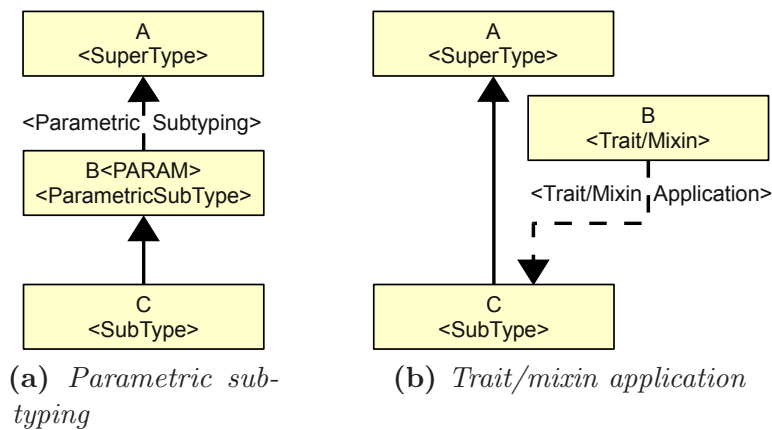 A
<SuperType>
<Parametric Subtyping>
B<PARAM>
<ParametricSubType>
C
<SubType>
(a) Parametric sub-
typing
A
<SuperType>
B
<Trait/Mixin>
<Trait/Mixin Application>
C
<SubType>
(b) Trait/mixin application